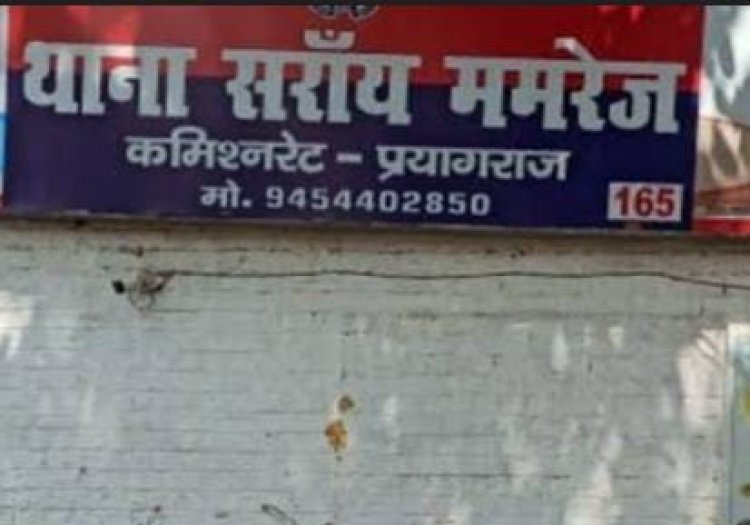 थाना सरॉय ममरेज
कमिश्नरेट - प्रयागराज
मो. 9454402850
165